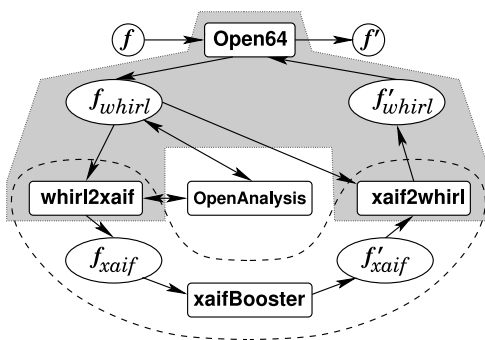 f Open64 f′
f_whirl f′_whirl
whirl2xaif OpenAnalysis xaif2whirl
f_xaif f′_xaif
xaifBooster